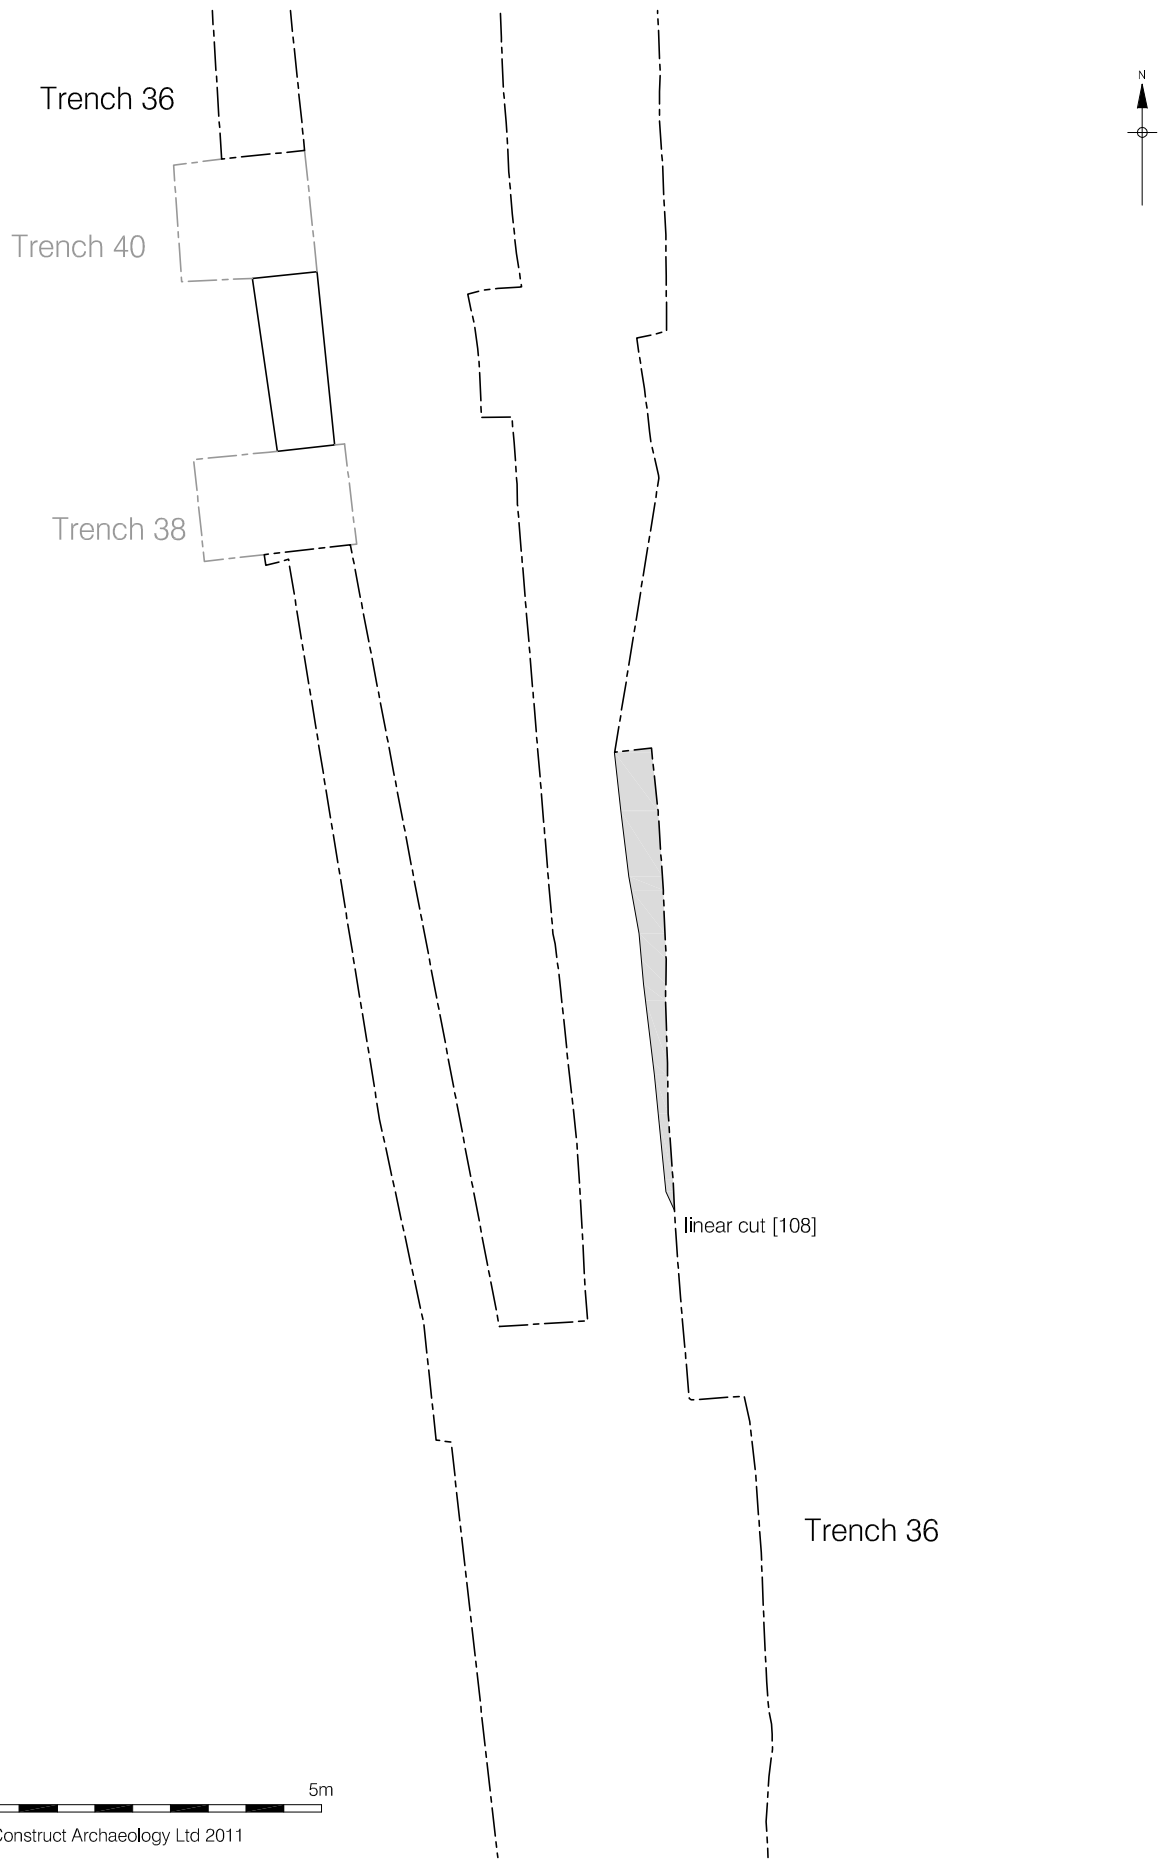 N
Trench 36
Trench 40
Trench 38
linear cut [108]
Trench 36
5m
Construct Archaeology Ltd 2011